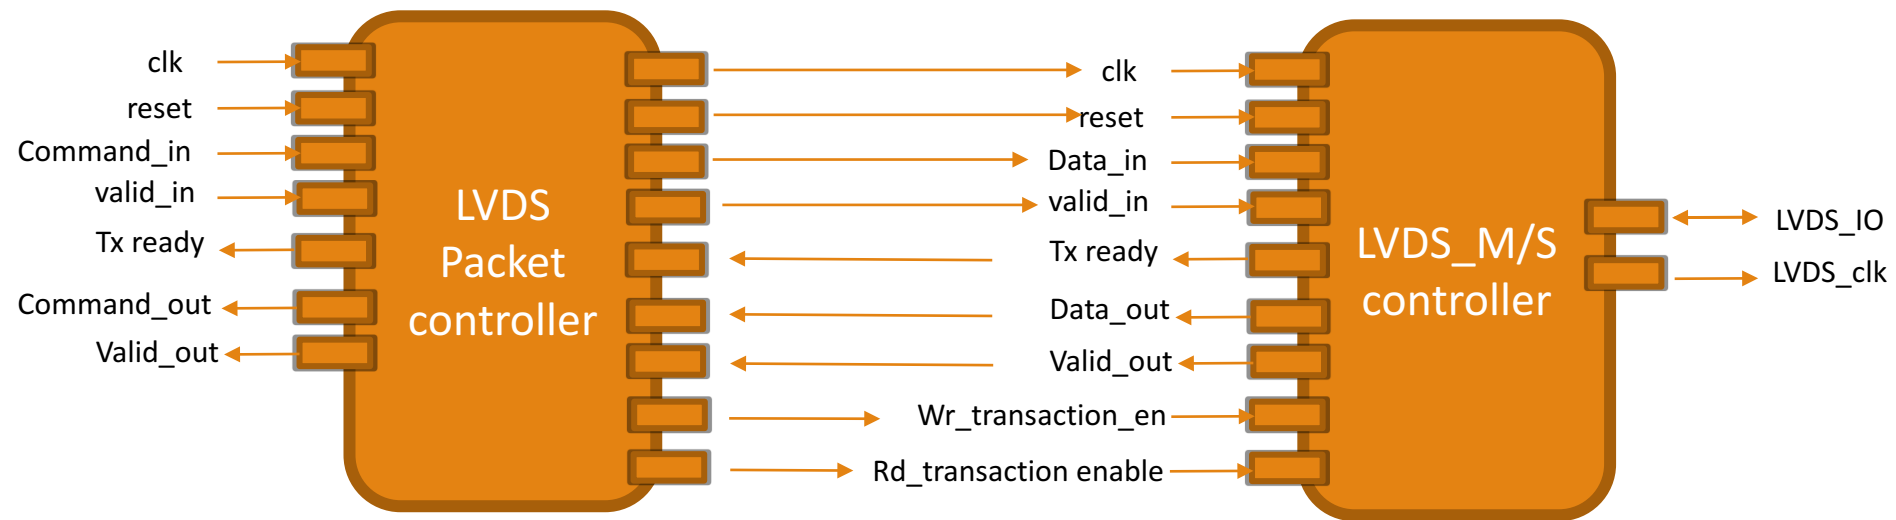 clk
reset
Command_in
valid_in
Tx ready
Command_out
Valid_out
LVDS
Packet
controller
clk
reset
Data_in
valid_in
Tx ready
Data_out
Valid_out
Wr_transaction_en
Rd_transaction enable
LVDS_M/S
controller
LVDS_IO
LVDS_clk